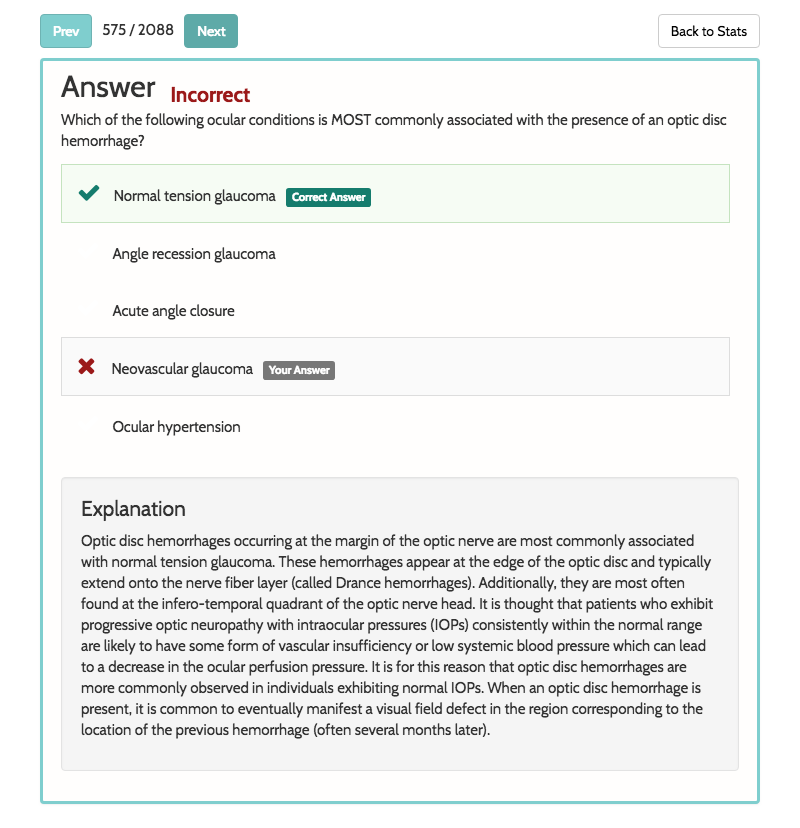 Prev 575 / 2088 Next Back to Stats
Answer Incorrect
Which of the following ocular conditions is MOST commonly associated with the presence of an optic disc
hemorrhage?
Normal tension glaucoma Correct Answer
Angle recession glaucoma
Acute angle closure
Neovascular glaucoma Your Answer
Ocular hypertension
Explanation
Optic disc hemorrhages occurring at the margin of the optic nerve are most commonly associated
with normal tension glaucoma. These hemorrhages appear at the edge of the optic disc and typically
extend onto the nerve fiber layer (called Drance hemorrhages). Additionally, they are most often
found at the infero-temporal quadrant of the optic nerve head. It is thought that patients who exhibit
progressive optic neuropathy with intraocular pressures (IOPs) consistently within the normal range
are likely to have some form of vascular insufficiency or low systemic blood pressure which can lead
to a decrease in the ocular perfusion pressure. It is for this reason that optic disc hemorrhages are
more commonly observed in individuals exhibiting normal IOPs. When an optic disc hemorrhage is
present, it is common to eventually manifest a visual field defect in the region corresponding to the
location of the previous hemorrhage (often several months later).